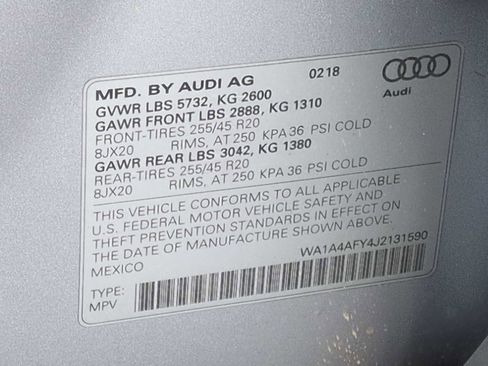 MFD. BY AUDI AG 0218
Audi
GVWR LBS 5732, KG 2600
GAWR FRONT LBS 2888, KG 1310
FRONT-TIRES 255/45 R20
8JX20 RIMS, AT 250 KPA 36 PSI COLD
GAWR REAR LBS 3042, KG 1380
REAR-TIRES 255/45 R20
8JX20 RIMS, AT 250 KPA 36 PSI COLD
THIS VEHICLE CONFORMS TO ALL APPLICABLE
U.S. FEDERAL MOTOR VEHICLE SAFETY AND
THEFT PREVENTION STANDARDS IN EFFECT ON
THE DATE OF MANUFACTURE SHOWN ABOVE.
MEXICO
WA1A4AFY4J2131590
TYPE:
MPV